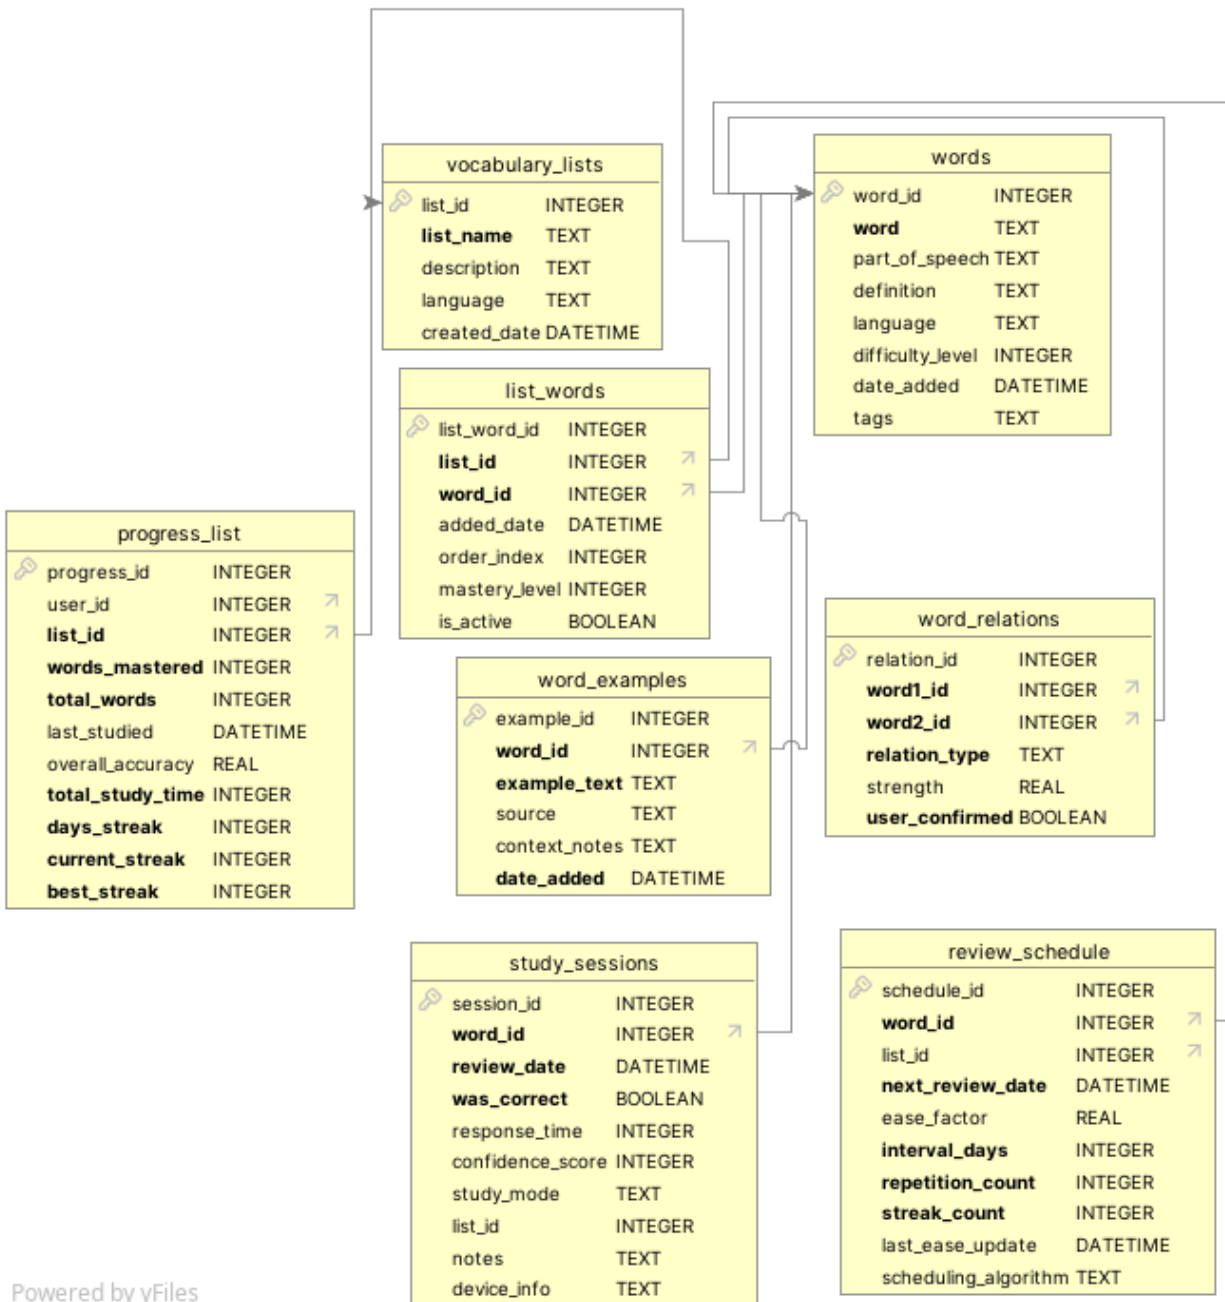 vocabulary_lists
list_id INTEGER
list_name TEXT
description TEXT
language TEXT
created_date DATETIME
words
word_id INTEGER
word TEXT
part_of_speech TEXT
definition TEXT
language TEXT
difficulty_level INTEGER
date_added DATETIME
tags TEXT
list_words
list_word_id INTEGER
list_id INTEGER
word_id INTEGER
added_date DATETIME
order_index INTEGER
mastery_level INTEGER
is_active BOOLEAN
progress_list
progress_id INTEGER
user_id INTEGER
list_id INTEGER
words_mastered INTEGER
total_words INTEGER
last_studied DATETIME
overall_accuracy REAL
total_study_time INTEGER
days_streak INTEGER
current_streak INTEGER
best_streak INTEGER
word_examples
example_id INTEGER
word_id INTEGER
example_text TEXT
source TEXT
context_notes TEXT
date_added DATETIME
word_relations
relation_id INTEGER
word1_id INTEGER
word2_id INTEGER
relation_type TEXT
strength REAL
user_confirmed BOOLEAN
study_sessions
session_id INTEGER
word_id INTEGER
review_date DATETIME
was_correct BOOLEAN
response_time INTEGER
confidence_score INTEGER
study_mode TEXT
list_id INTEGER
notes TEXT
device_info TEXT
review_schedule
schedule_id INTEGER
word_id INTEGER
list_id INTEGER
next_review_date DATETIME
ease_factor REAL
interval_days INTEGER
repetition_count INTEGER
streak_count INTEGER
last_ease_update DATETIME
scheduling_algorithm TEXT
Powered by yFiles